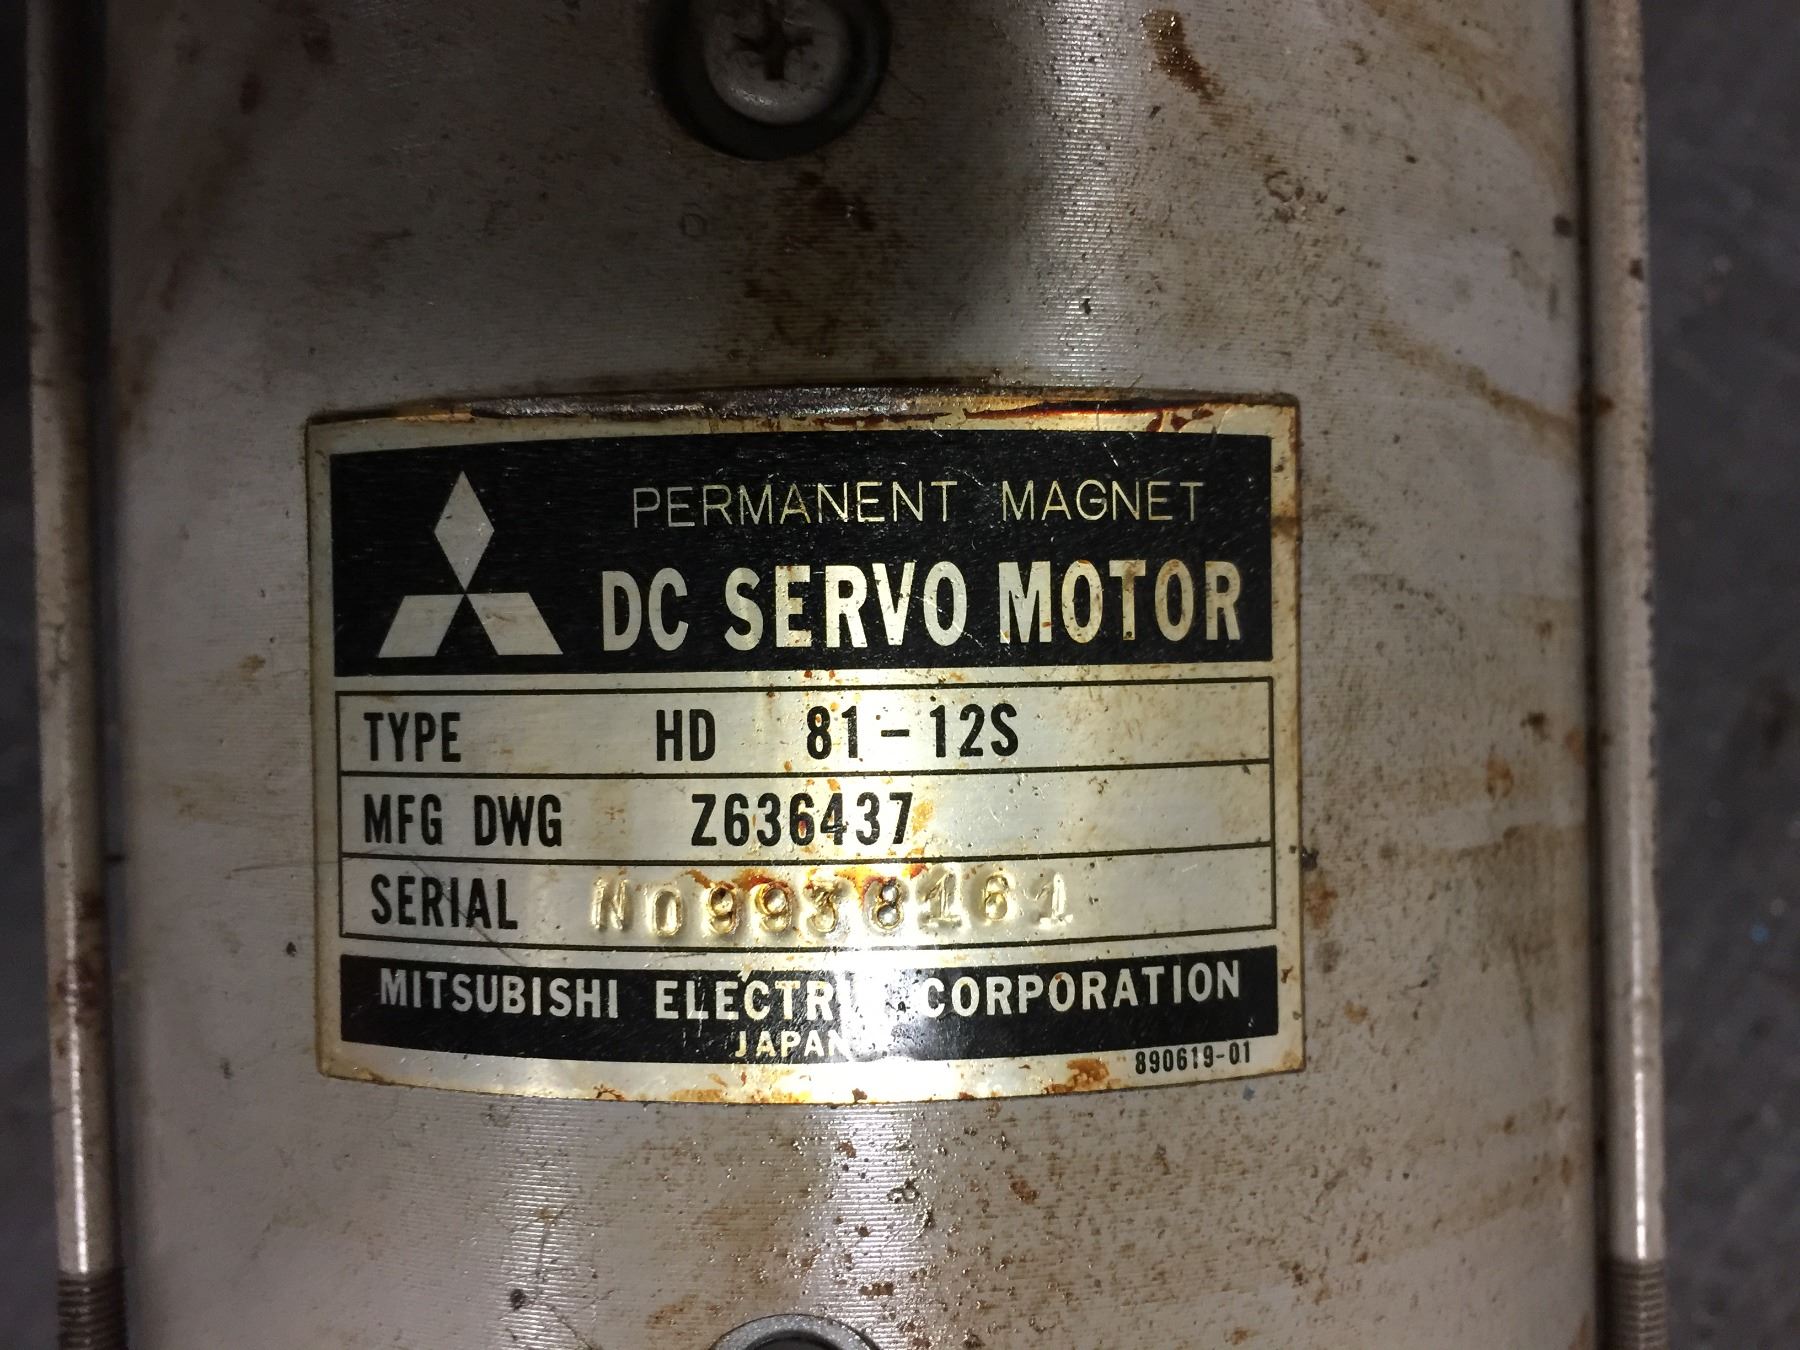 PERMANENT MAGNET
DC SERVO MOTOR
TYPE HD 81-12S
MFG DWG Z636437
SERIAL N09938161
MITSUBISHI ELECTRIC CORPORATION
JAPAN
890619-01